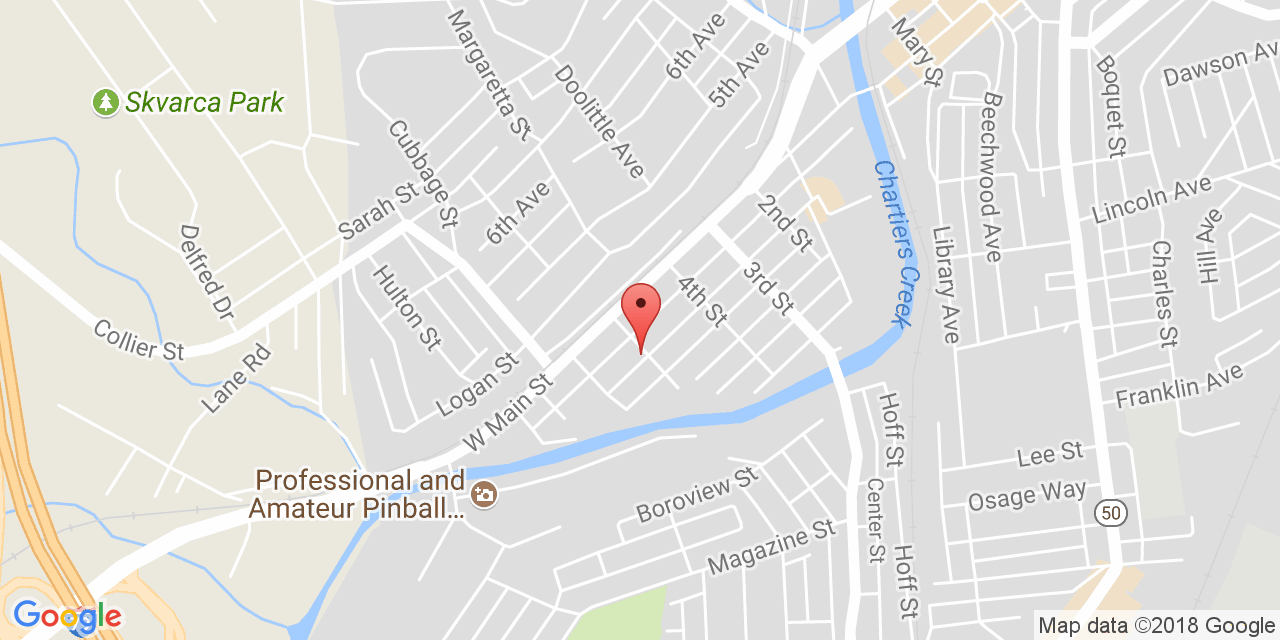 Mary St
6th Ave
5th Ave
Margaretta St
Doolittle Ave
Dawson Av
Boquet St
Skvarca Park
Beechwood Ave
Cubbage St
Chartiers Creek
Sarah St
6th Ave
2nd St
Lincoln Ave
Hill Ave
Delfred Dr
Library Ave
Charles St
Hulton St
4th St
3rd St
Collier St
Lane Rd
Logan St
W Main St
Franklin Ave
Hoff St
Lee St
Professional and
Amateur Pinball...
Boroview St
Osage Way
Center St
50
Magazine St
Hoff St
Google
Map data ©2018 Google